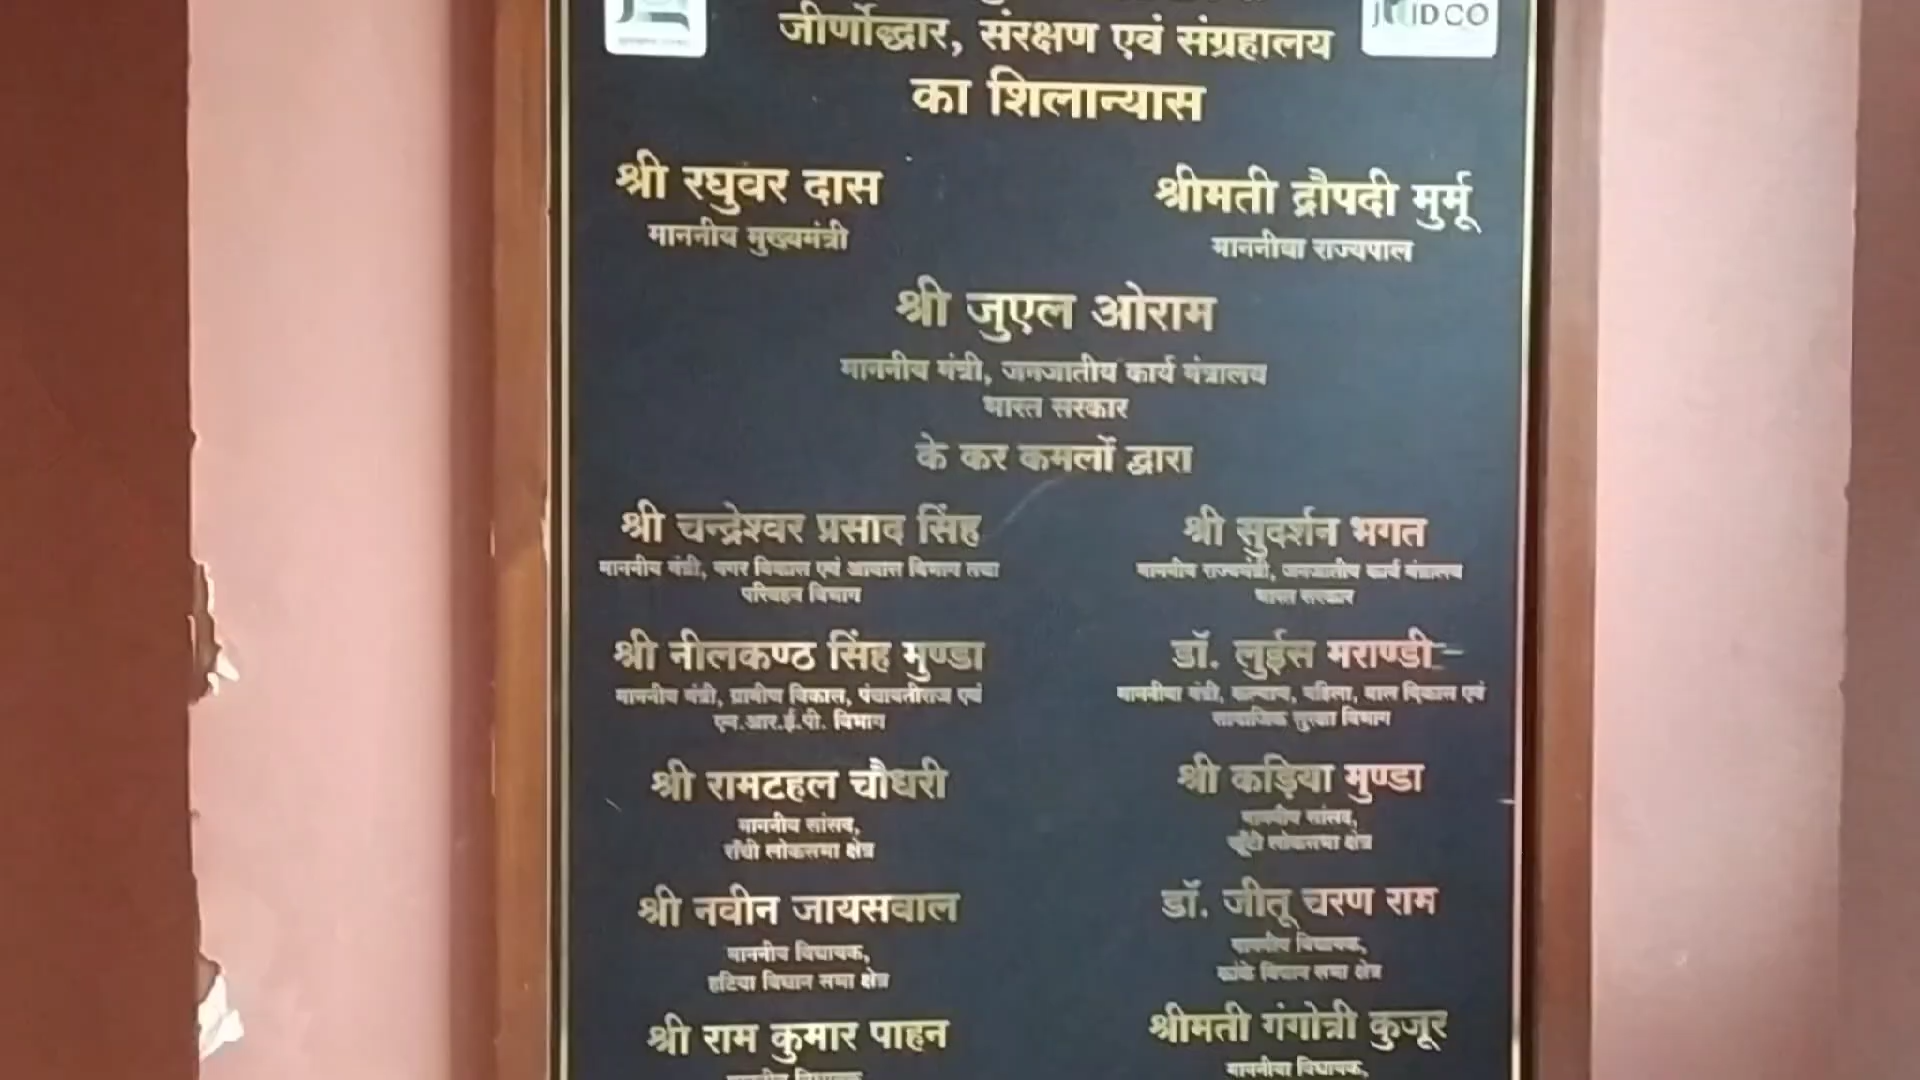 JUIDCO
जीर्णोद्धार, संरक्षण एवं संग्रहालय
का शिलान्यास
श्री रघुवर दास
माननीय मुख्यमंत्री
श्रीमती द्रौपदी मुर्मू
माननीया राज्यपाल
श्री जुएल ओराम
माननीय मंत्री, जनजातीय कार्य मंत्रालय
भारत सरकार
के कर कमलों द्वारा
श्री चन्द्रेश्वर प्रसाद सिंह
माननीय मंत्री, नगर विकास एवं आवास विभाग तथा
परिवहन विभाग
श्री सुदर्शन भगत
माननीय राज्यमंत्री, जनजातीय कार्य मंत्रालय
भारत सरकार
श्री नीलकण्ठ सिंह मुण्डा
माननीय मंत्री, ग्रामीण विकास, पंचायतीराज एवं
एन.आर.ई.पी. विभाग
डॉ. लुईस मराण्डी
माननीया मंत्री, कल्याण, महिला, बाल विकास एवं
सामाजिक सुरक्षा विभाग
श्री रामटहल चौधरी
माननीय सांसद,
राँची लोकसभा क्षेत्र
श्री कड़िया मुण्डा
माननीय सांसद,
खूँटी लोकसभा क्षेत्र
श्री नवीन जायसवाल
माननीय विधायक,
हटिया विधान सभा क्षेत्र
डॉ. जीतू चरण राम
माननीय विधायक,
कांके विधान सभा क्षेत्र
श्री राम कुमार पाहन
माननीय विधायक
श्रीमती गंगोत्री कुजूर
माननीया विधायक,